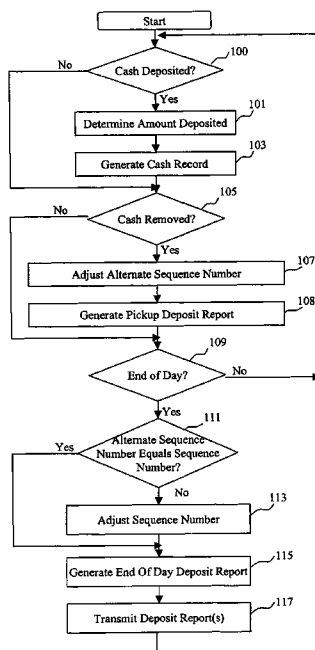 Start
100
No
Cash Deposited?
Yes
101
Determine Amount Deposited
103
Generate Cash Record
105
No
Cash Removed?
Yes
107
Adjust Alternate Sequence Number
108
Generate Pickup Deposit Report
109
End of Day?
No
Yes
111
Yes
Alternate Sequence
Number Equals Sequence
Number?
No
113
Adjust Sequence Number
115
Generate End Of Day Deposit Report
117
Transmit Deposit Report(s)